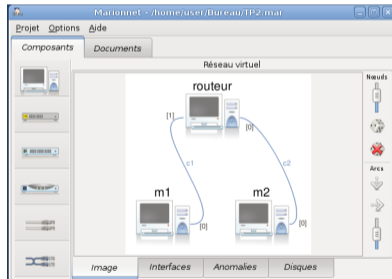 Marionnet - /home/user/Bureau/TP2.mar
Projet Options Aide
Composants Documents
Réseau virtuel
routeur
[1]
[0]
c1
c2
m1
m2
[0]
[0]
Nœuds
Arcs
Image Interfaces Anomalies Disques